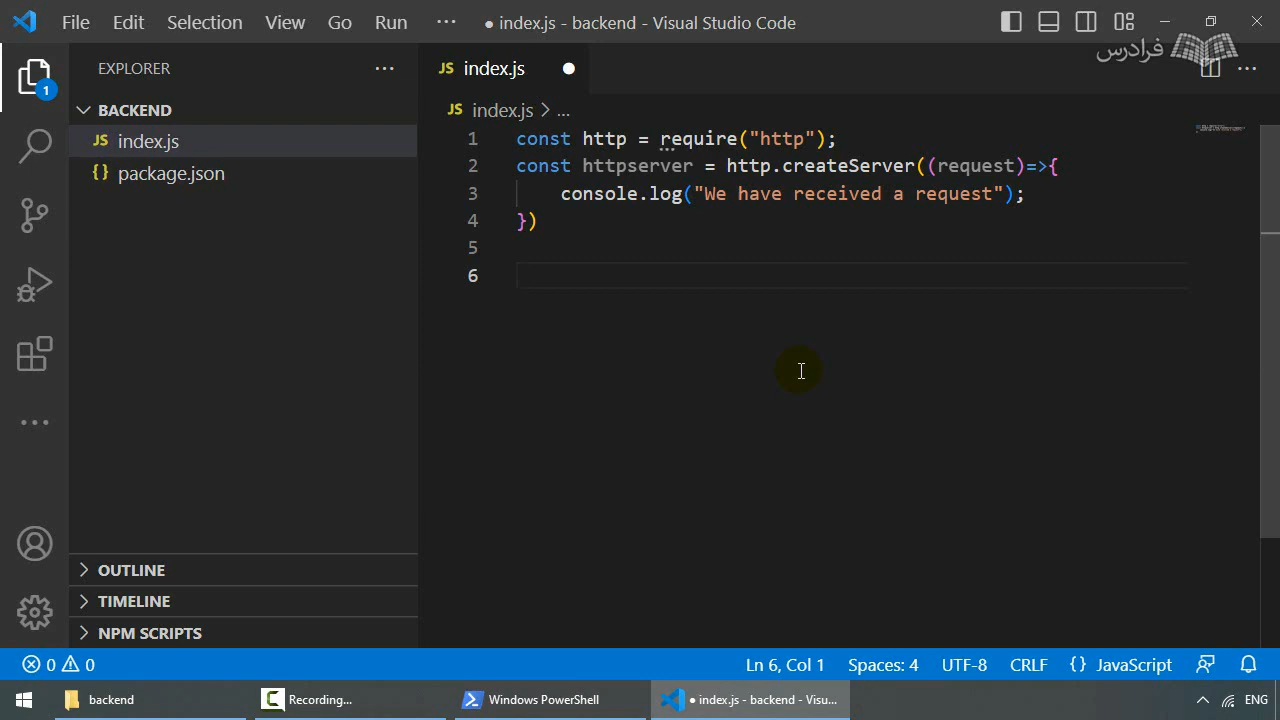 File Edit Selection View Go Run ··· ● index.js - backend - Visual Studio Code
فرادرس
EXPLORER ···
JS index.js ● ···
BACKEND
JS index.js
{} package.json
JS index.js > ...
1 const http = require("http");
2 const httpserver = http.createServer((request)=>{
3 console.log("We have received a request");
4 })
5
6
1
OUTLINE
TIMELINE
NPM SCRIPTS
0 0 Ln 6, Col 1 Spaces: 4 UTF-8 CRLF {} JavaScript
backend Recording... Windows PowerShell ● index.js - backend - Visu... ENG